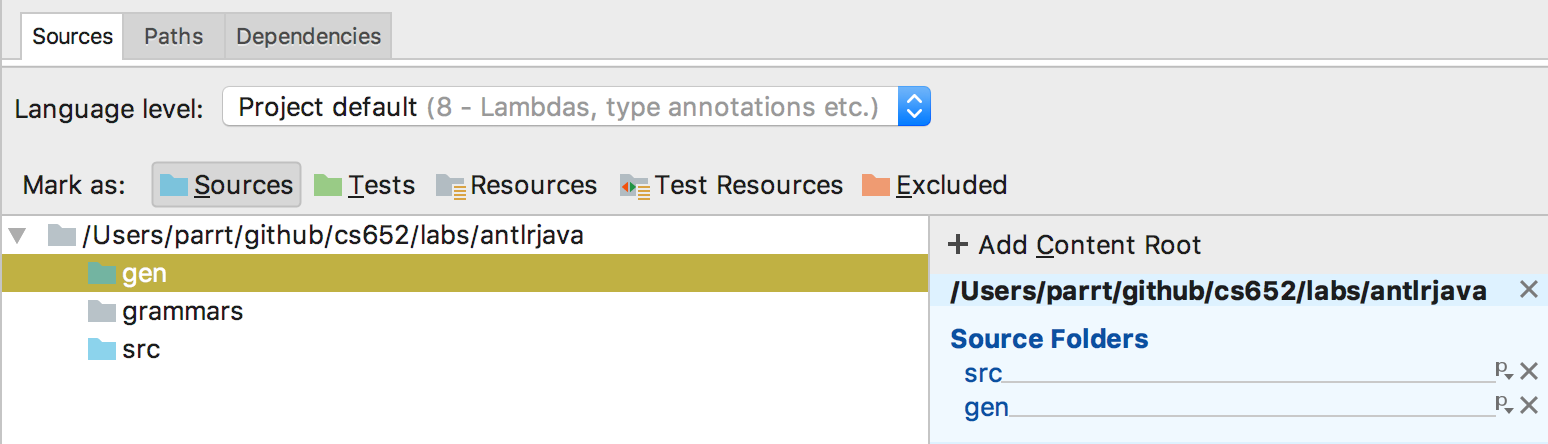 Sources Paths Dependencies
Language level: Project default (8 - Lambdas, type annotations etc.)
Mark as: Sources Tests Resources Test Resources Excluded
/Users/parrt/github/cs652/labs/antlrjava
gen
grammars
src
+ Add Content Root
/Users/parrt/github/cs652/labs/antlrjava
Source Folders
src p
gen p